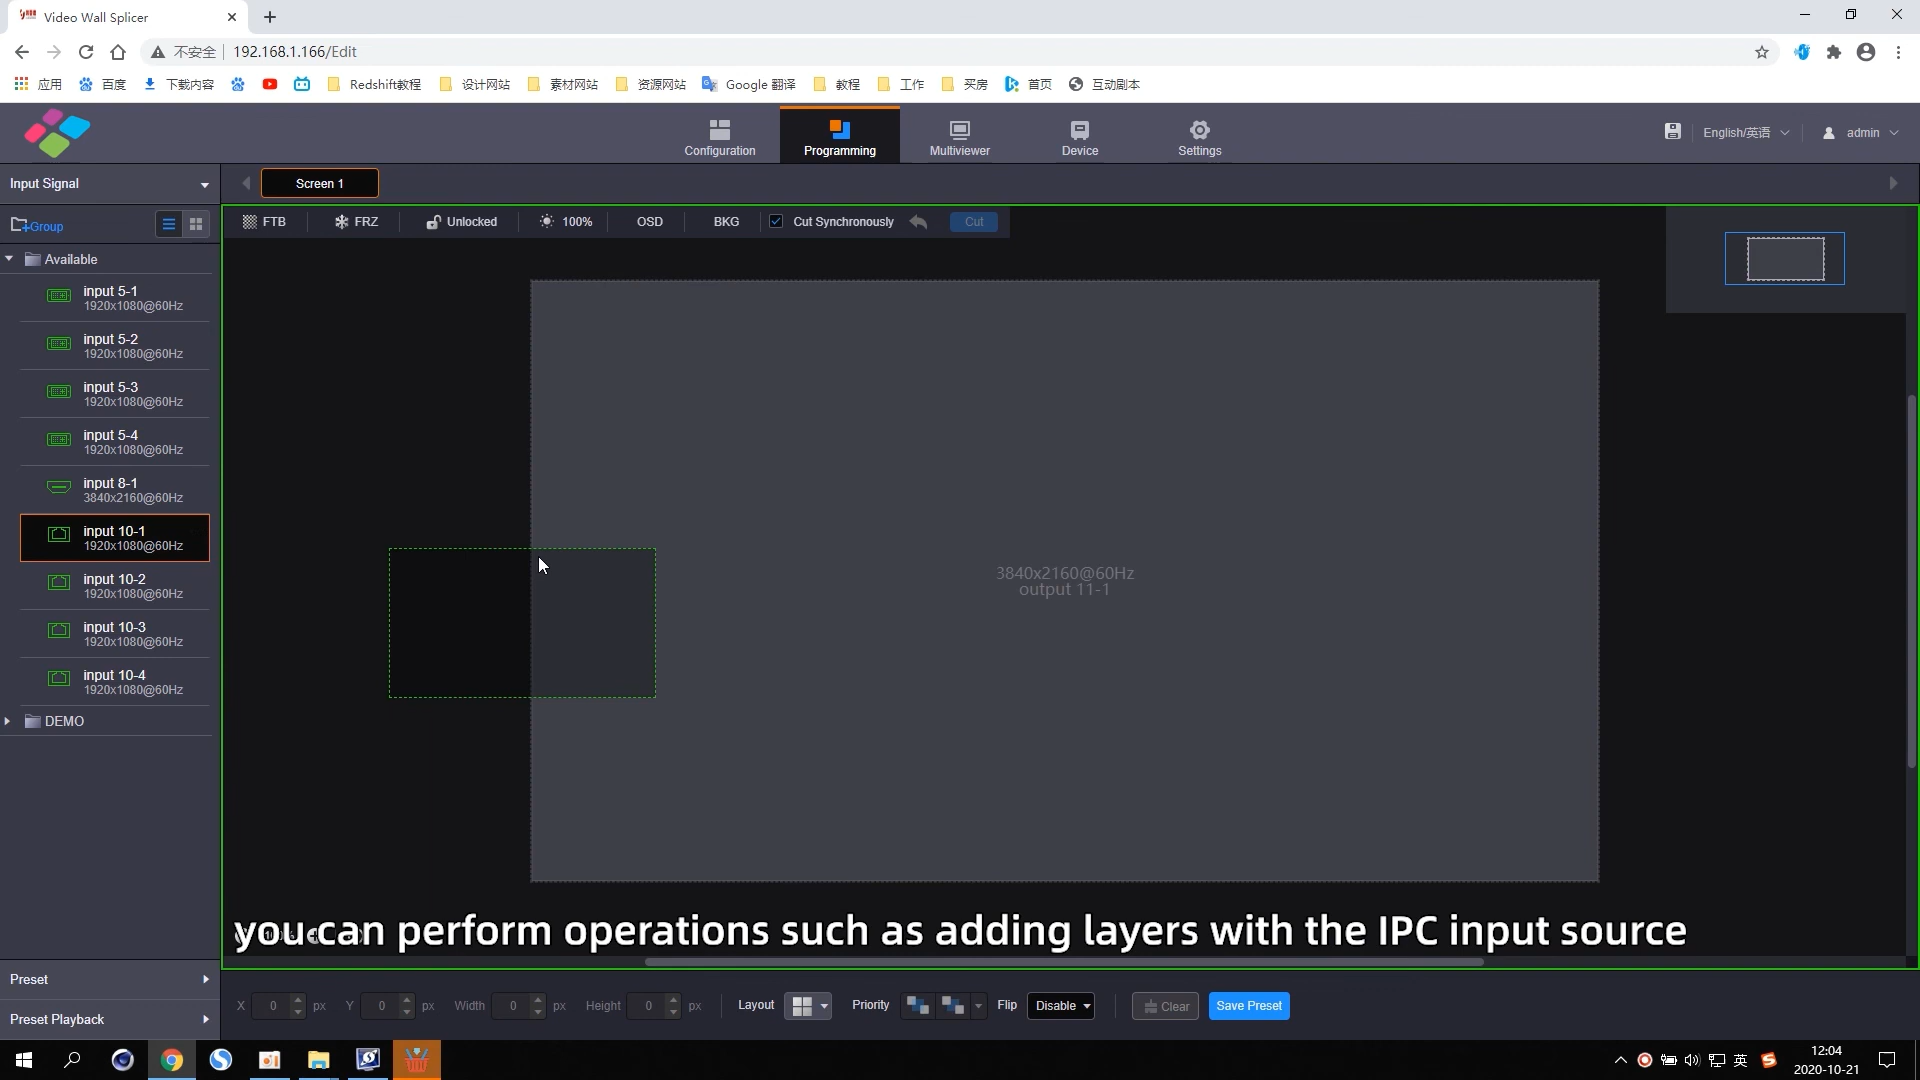 Video Wall Splicer
不安全
192.168.1.166/Edit
应用
百度
下载内容
Redshift教程
设计网站
素材网站
资源网站
Google 翻译
教程
工作
买房
首页
互动剧本
Configuration
Programming
Multiviewer
Device
Settings
English/英语
admin
Input Signal
Screen 1
Group
FTB
FRZ
Unlocked
100%
OSD
BKG
Cut Synchronously
Cut
Available
input 5-1
1920x1080@60Hz
input 5-2
1920x1080@60Hz
input 5-3
1920x1080@60Hz
input 5-4
1920x1080@60Hz
input 8-1
3840x2160@60Hz
input 10-1
1920x1080@60Hz
input 10-2
1920x1080@60Hz
input 10-3
1920x1080@60Hz
input 10-4
1920x1080@60Hz
DEMO
3840x2160@60Hz
output 11-1
you can perform operations such as adding layers with the IPC input source
Preset
Preset Playback
X 0 px Y 0 px Width 0 px Height 0 px Layout Priority Flip Disable Clear Save Preset
英
12:04
2020-10-21